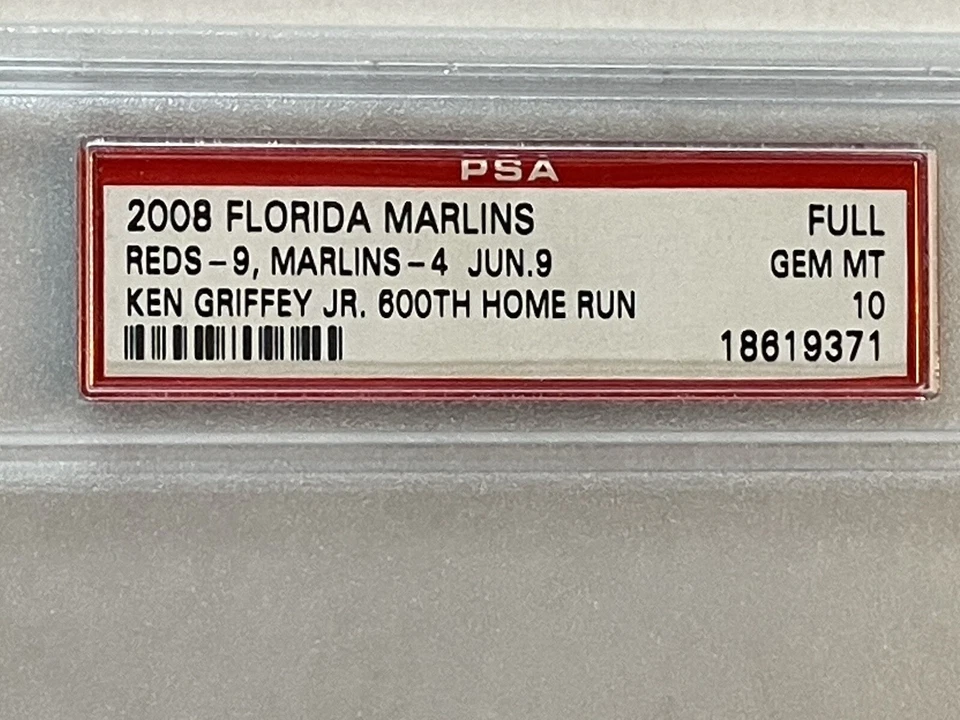 PSA
2008 FLORIDA MARLINS FULL
REDS-9, MARLINS-4 JUN.9 GEM MT
KEN GRIFFEY JR. 600TH HOME RUN 10
18619371